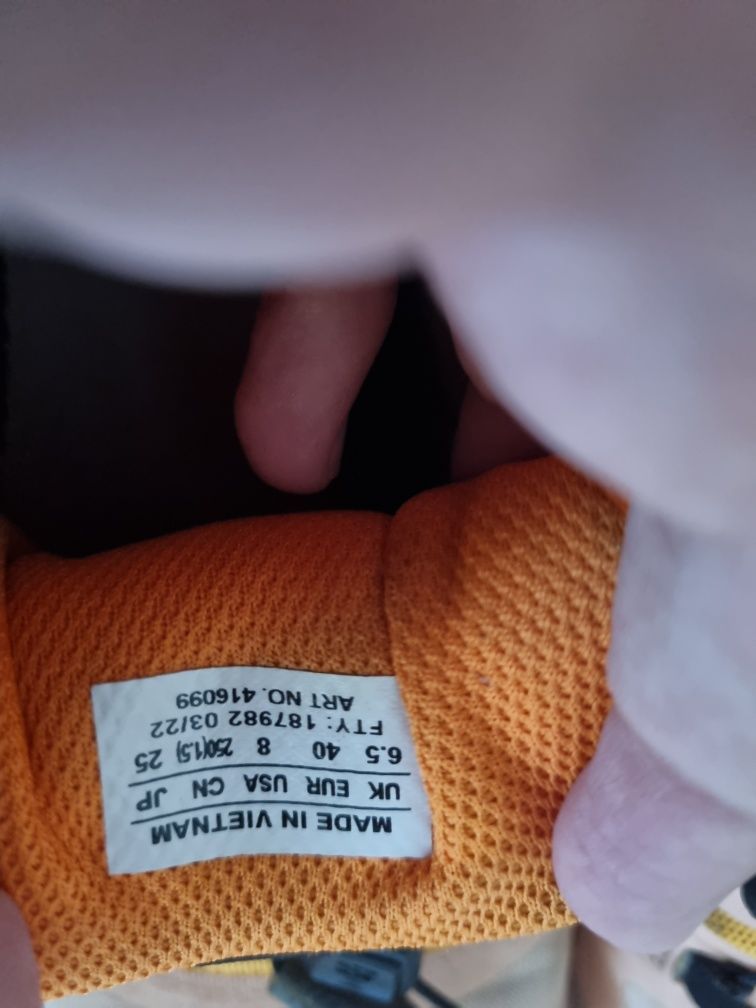 MADE IN VIETNAM
UK EUR USA CN JP
6.5 40 8 250(1.5) 25
FTY: 187982 03/22
ART NO. 416099